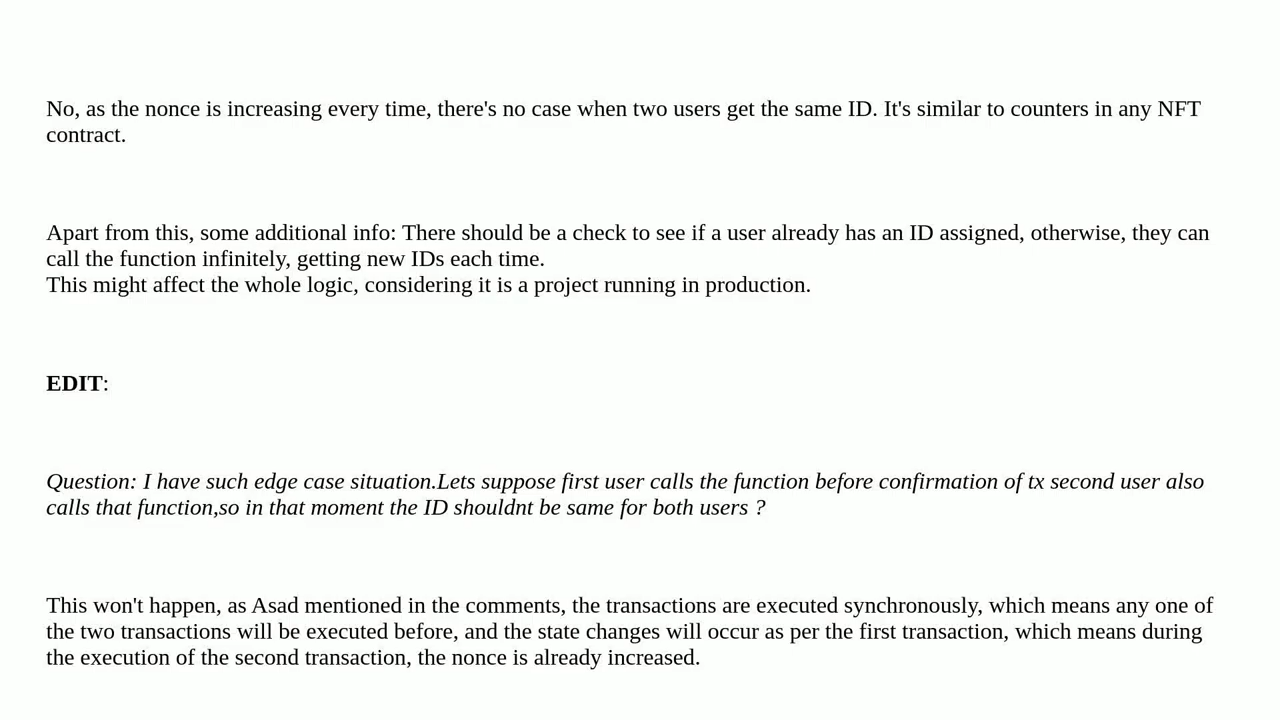 No, as the nonce is increasing every time, there's no case when two users get the same ID. It's similar to counters in any NFT
contract.
Apart from this, some additional info: There should be a check to see if a user already has an ID assigned, otherwise, they can
call the function infinitely, getting new IDs each time.
This might affect the whole logic, considering it is a project running in production.
EDIT:
Question: I have such edge case situation.Lets suppose first user calls the function before confirmation of tx second user also
calls that function,so in that moment the ID shouldnt be same for both users ?
This won't happen, as Asad mentioned in the comments, the transactions are executed synchronously, which means any one of
the two transactions will be executed before, and the state changes will occur as per the first transaction, which means during
the execution of the second transaction, the nonce is already increased.